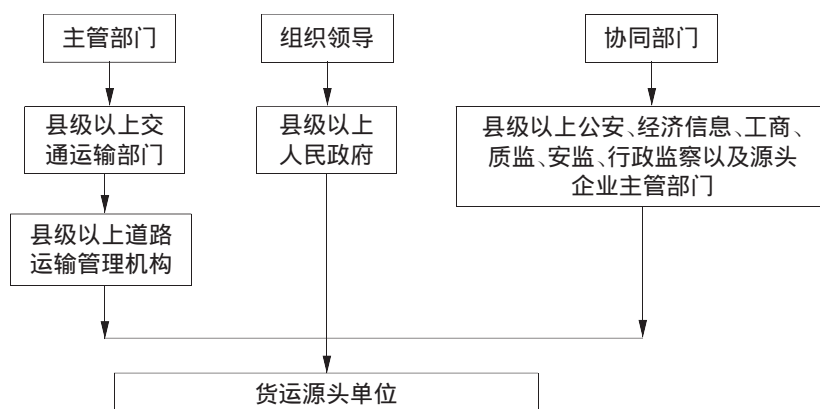 主管部门
组织领导
协同部门
县级以上交
通运输部门
县级以上
人民政府
县级以上公安、经济信息、工商、
质监、安监、行政监察以及源头
企业主管部门
县级以上道路
运输管理机构
货运源头单位